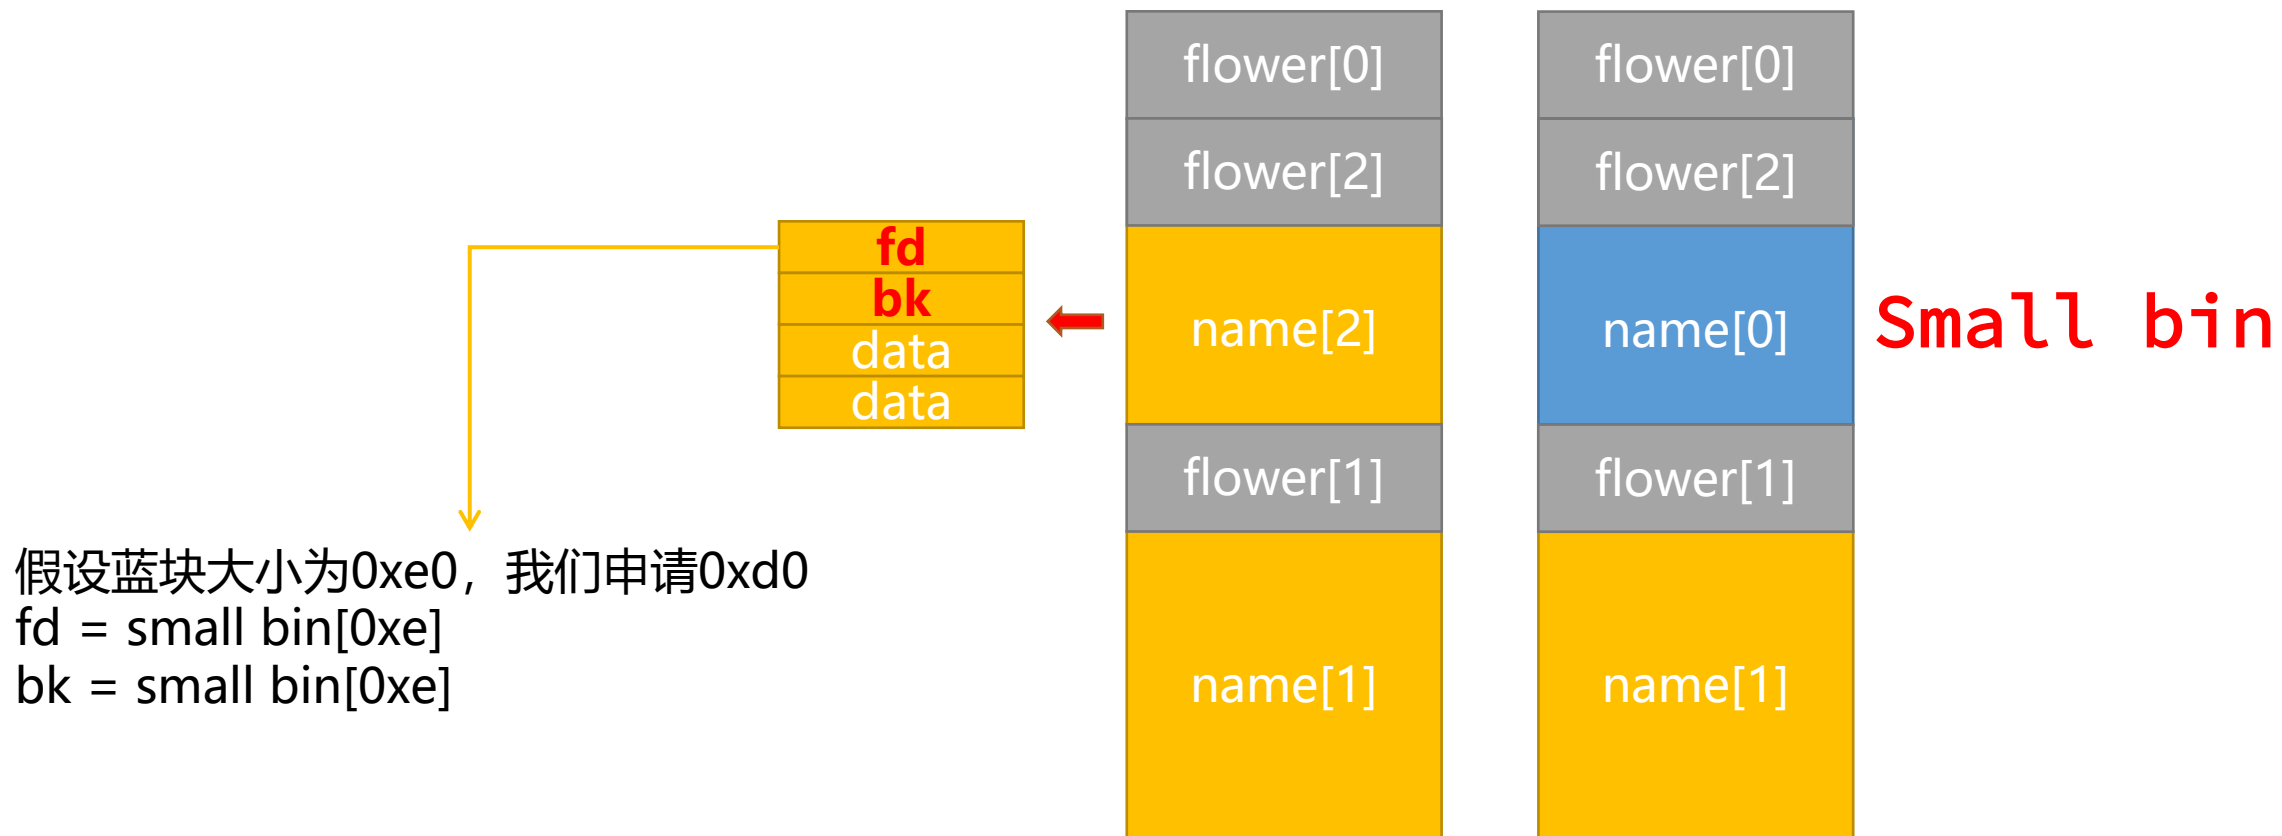 fd
bk
data
data
假设蓝块大小为0xe0，我们申请0xd0
fd = small bin[0xe]
bk = small bin[0xe]
flower[0]
flower[2]
name[2]
flower[1]
name[1]
flower[0]
flower[2]
name[0]
flower[1]
name[1]
Small bin